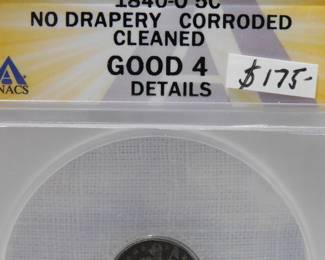 1840-O 5C
NO DRAPERY CORRODED
CLEANED
GOOD 4
DETAILS
$175-
ANACS